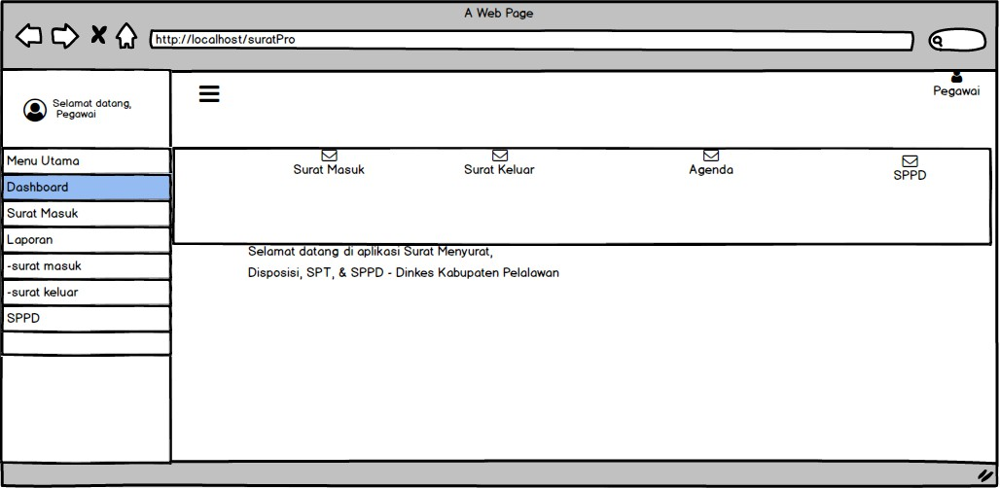 A Web Page
http://localhost/suratPro
Selamat datang,
Pegawai
Pegawai
Menu Utama
Dashboard
Surat Masuk
Laporan
-surat masuk
-surat keluar
SPPD
Surat Masuk
Surat Keluar
Agenda
SPPD
Selamat datang di aplikasi Surat Menyurat,
Disposisi, SPT, & SPPD - Dinkes Kabupaten Pelalawan